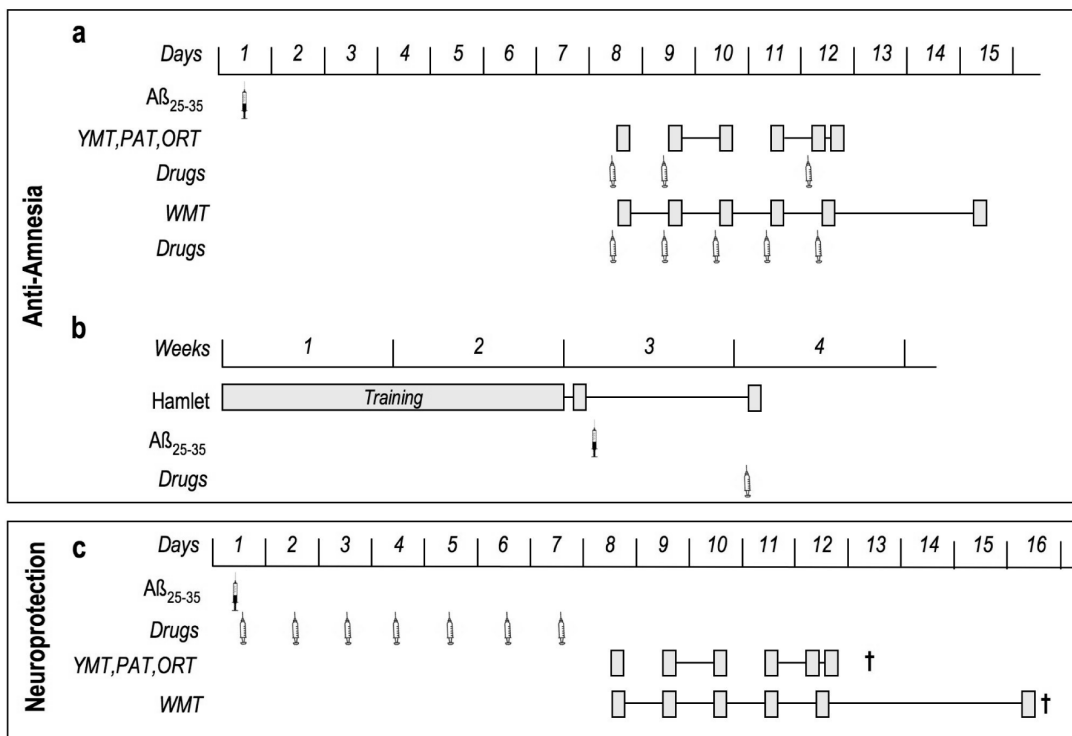 a
Days 1 2 3 4 5 6 7 8 9 10 11 12 13 14 15
Aß25-35
YMT,PAT,ORT
Drugs
WMT
Drugs
Anti-Amnesia
b
Weeks 1 2 3 4
Hamlet Training
Aß25-35
Drugs
Neuroprotection
c
Days 1 2 3 4 5 6 7 8 9 10 11 12 13 14 15 16
Aß25-35
Drugs
YMT,PAT,ORT †
WMT †